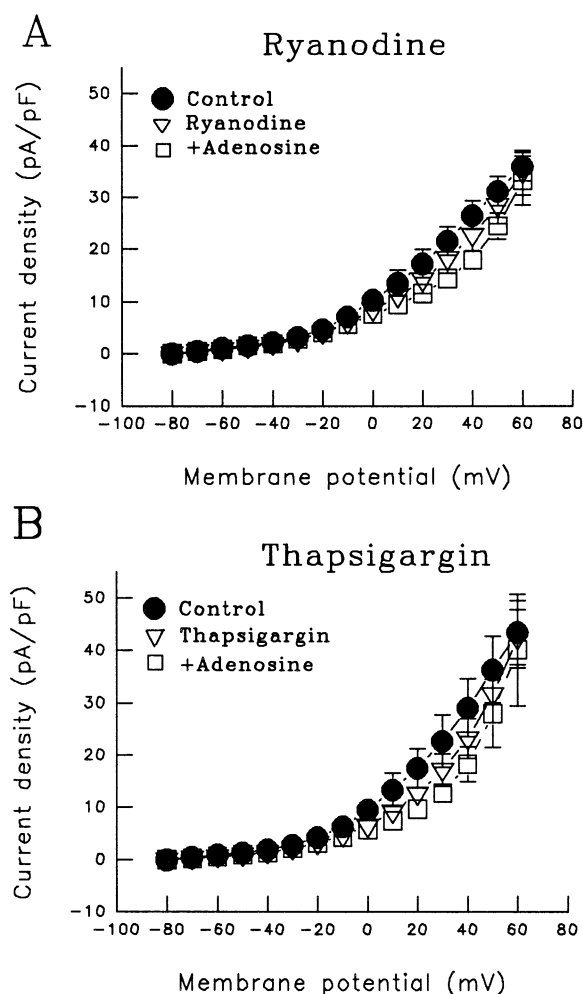 A
Ryanodine
Current density (pA/pF)
50
40
30
20
10
0
-10
Control
Ryanodine
+Adenosine
-100 -80 -60 -40 -20 0 20 40 60 80
Membrane potential (mV)
B
Thapsigargin
Current density (pA/pF)
50
40
30
20
10
0
-10
Control
Thapsigargin
+Adenosine
-100 -80 -60 -40 -20 0 20 40 60 80
Membrane potential (mV)